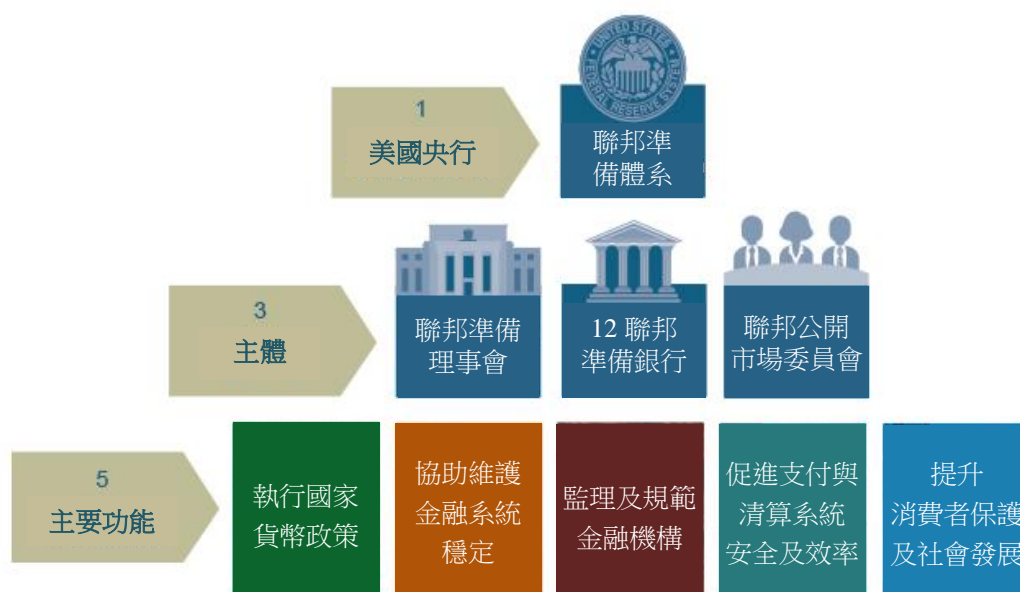 UNITED STATES
FEDERAL RESERVE SYSTEM
1
美國央行
聯邦準
備體系
3
主體
聯邦準備
理事會
12 聯邦
準備銀行
聯邦公開
市場委員會
5
主要功能
執行國家
貨幣政策
協助維護
金融系統
穩定
監理及規範
金融機構
促進支付與
清算系統
安全及效率
提升
消費者保護
及社會發展